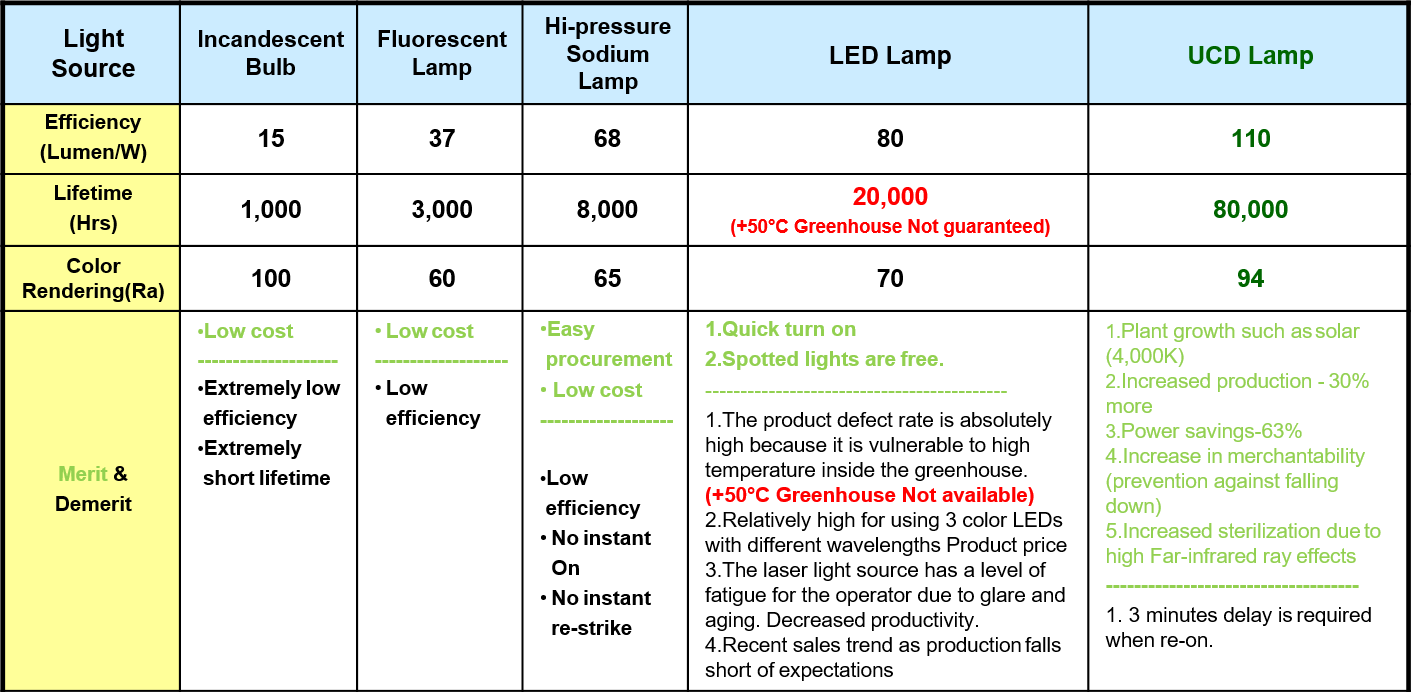 Light
Source
Incandescent
Bulb
Fluorescent
Lamp
Hi-pressure
Sodium
Lamp
LED Lamp
UCD Lamp
Efficiency
(Lumen/W)
15
37
68
80
110
Lifetime
(Hrs)
1,000
3,000
8,000
20,000
(+50°C Greenhouse Not guaranteed)
80,000
Color
Rendering(Ra)
100
60
65
70
94
Merit &
Demerit
•Low cost
--------------------
•Extremely low
efficiency
•Extremely
short lifetime
• Low cost
-------------------
• Low
efficiency
•Easy
procurement
• Low cost
-------------------
•Low
efficiency
• No instant
On
• No instant
re-strike
1.Quick turn on
2.Spotted lights are free.
-------------------------------------------
1.The product defect rate is absolutely
high because it is vulnerable to high
temperature inside the greenhouse.
(+50°C Greenhouse Not available)
2.Relatively high for using 3 color LEDs
with different wavelengths Product price
3.The laser light source has a level of
fatigue for the operator due to glare and
aging. Decreased productivity.
4.Recent sales trend as production falls
short of expectations
1.Plant growth such as solar
(4,000K)
2.Increased production - 30%
more
3.Power savings-63%
4.Increase in merchantability
(prevention against falling
down)
5.Increased sterilization due to
high Far-infrared ray effects
------------------------------------
1. 3 minutes delay is required
when re-on.